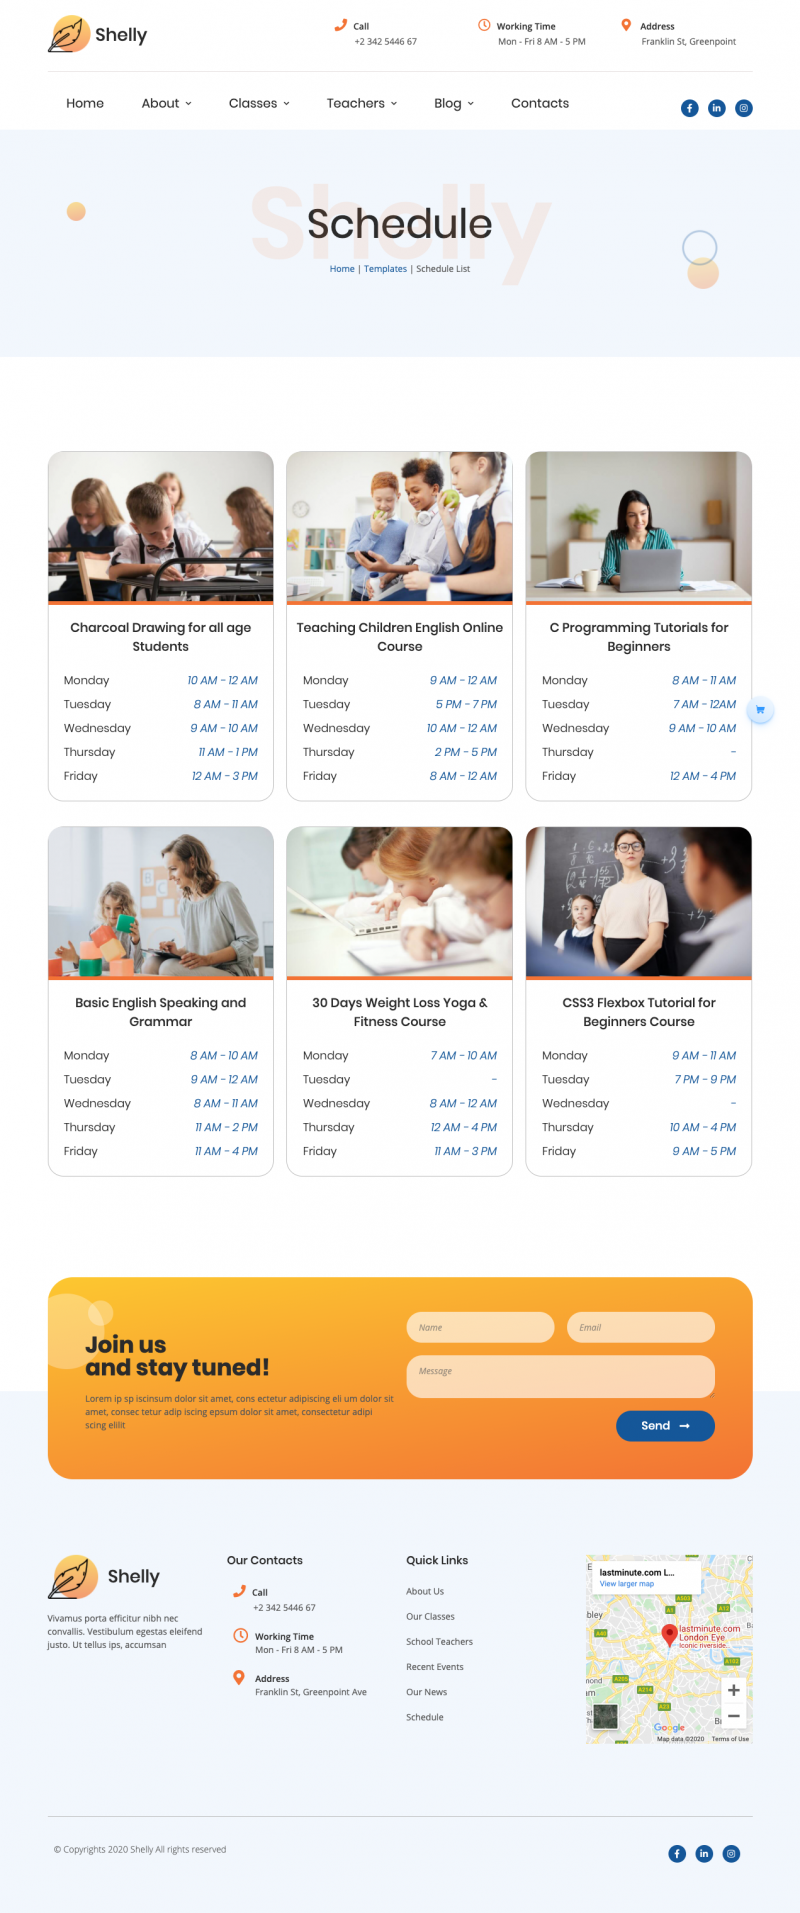 Shelly
Call
+2 342 5446 67
Working Time
Mon - Fri 8 AM - 5 PM
Address
Franklin St, Greenpoint
Home
About
Classes
Teachers
Blog
Contacts
Shelly
Schedule
Home | Templates | Schedule List
Charcoal Drawing for all age
Students
Monday 10 AM - 12 AM
Tuesday 8 AM - 11 AM
Wednesday 9 AM - 10 AM
Thursday 11 AM - 1 PM
Friday 12 AM - 3 PM
Teaching Children English Online
Course
Monday 9 AM - 12 AM
Tuesday 5 PM - 7 PM
Wednesday 10 AM - 12 AM
Thursday 2 PM - 5 PM
Friday 8 AM - 12 AM
C Programming Tutorials for
Beginners
Monday 8 AM - 11 AM
Tuesday 7 AM - 12AM
Wednesday 9 AM - 10 AM
Thursday -
Friday 12 AM - 4 PM
Basic English Speaking and
Grammar
Monday 8 AM - 10 AM
Tuesday 9 AM - 12 AM
Wednesday 8 AM - 11 AM
Thursday 11 AM - 2 PM
Friday 11 AM - 4 PM
30 Days Weight Loss Yoga &
Fitness Course
Monday 7 AM - 10 AM
Tuesday -
Wednesday 8 AM - 12 AM
Thursday 12 AM - 4 PM
Friday 11 AM - 3 PM
CSS3 Flexbox Tutorial for
Beginners Course
Monday 9 AM - 11 AM
Tuesday 7 PM - 9 PM
Wednesday -
Thursday 10 AM - 4 PM
Friday 9 AM - 5 PM
Join us
and stay tuned!
Lorem ip sp iscinsum dolor sit amet, cons ectetur adipiscing eli um dolor sit
amet, consec tetur adip iscing epsum dolor sit amet, consectetur adipi
scing elilit
Name
Email
Message
Send
Shelly
Vivamus porta efficitur nibh nec
convallis. Vestibulum egestas eleifend
justo. Ut tellus ips, accumsan
Our Contacts
Call
+2 342 5446 67
Working Time
Mon - Fri 8 AM - 5 PM
Address
Franklin St, Greenpoint Ave
Quick Links
About Us
Our Classes
School Teachers
Recent Events
Our News
Schedule
lastminute.com L...
View larger map
lastminute.com
London Eye
Iconic riverside
Google
Map data ©2020 Terms of Use
© Copyrights 2020 Shelly All rights reserved